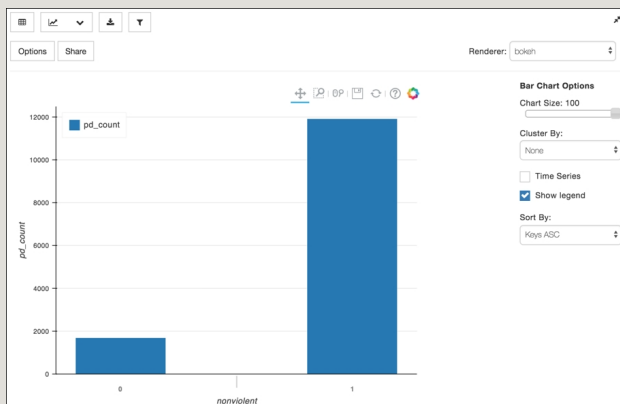 Options Share
Renderer: bokeh
Bar Chart Options
Chart Size: 100
Cluster By:
None
Time Series
Show legend
Sort By:
Keys ASC
pd_count
12000
10000
8000
6000
4000
2000
0
pd_count
0 1
nonviolent